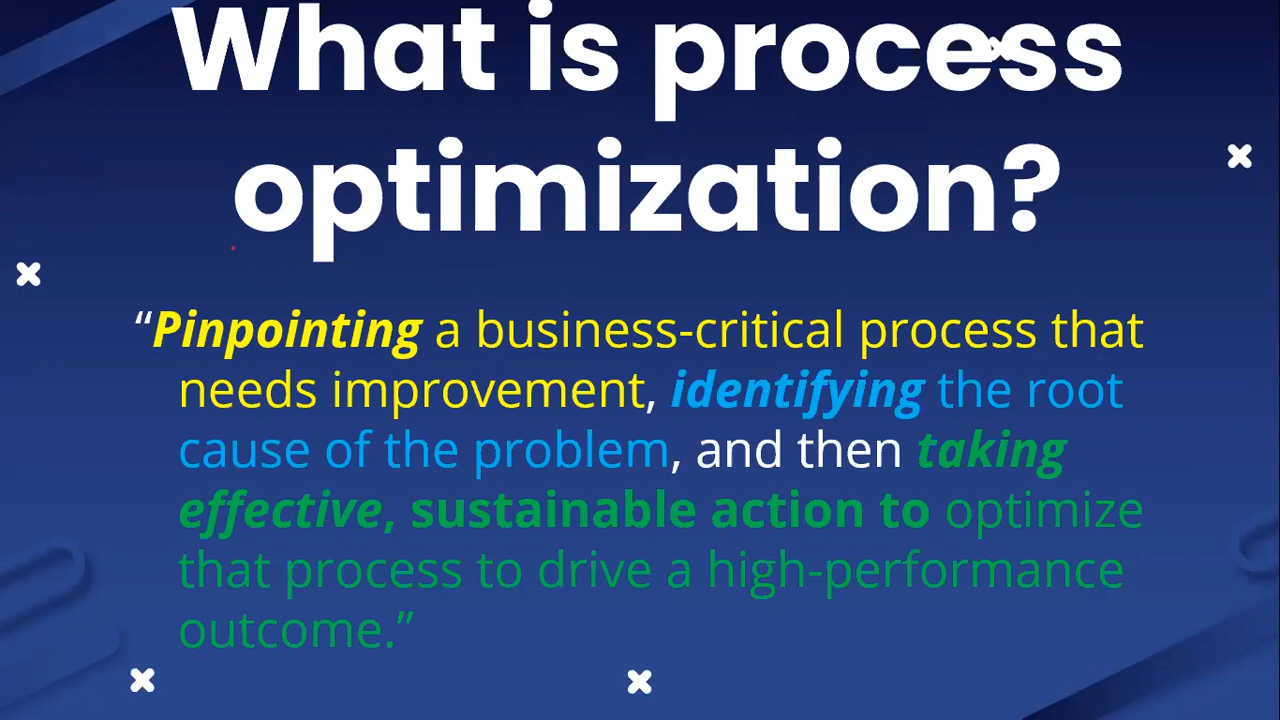 What is process
optimization?
“Pinpointing a business-critical process that
needs improvement, identifying the root
cause of the problem, and then taking
effective, sustainable action to optimize
that process to drive a high-performance
outcome.”